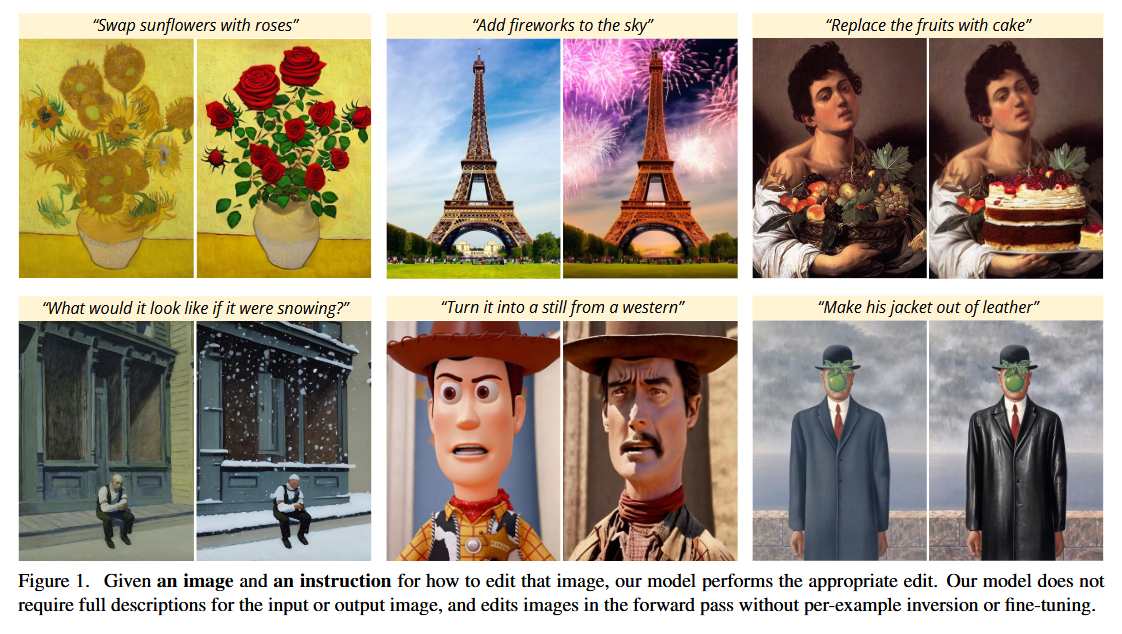 “Swap sunflowers with roses”
“Add fireworks to the sky”
“Replace the fruits with cake”
“What would it look like if it were snowing?”
“Turn it into a still from a western”
“Make his jacket out of leather”
Figure 1. Given an image and an instruction for how to edit that image, our model performs the appropriate edit. Our model does not
require full descriptions for the input or output image, and edits images in the forward pass without per-example inversion or fine-tuning.